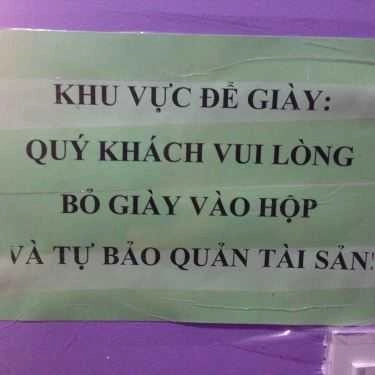 KHU VỰC ĐỂ GIÀY:
QUÝ KHÁCH VUI LÒNG
BỎ GIÀY VÀO HỘP
VÀ TỰ BẢO QUẢN TÀI SẢN!